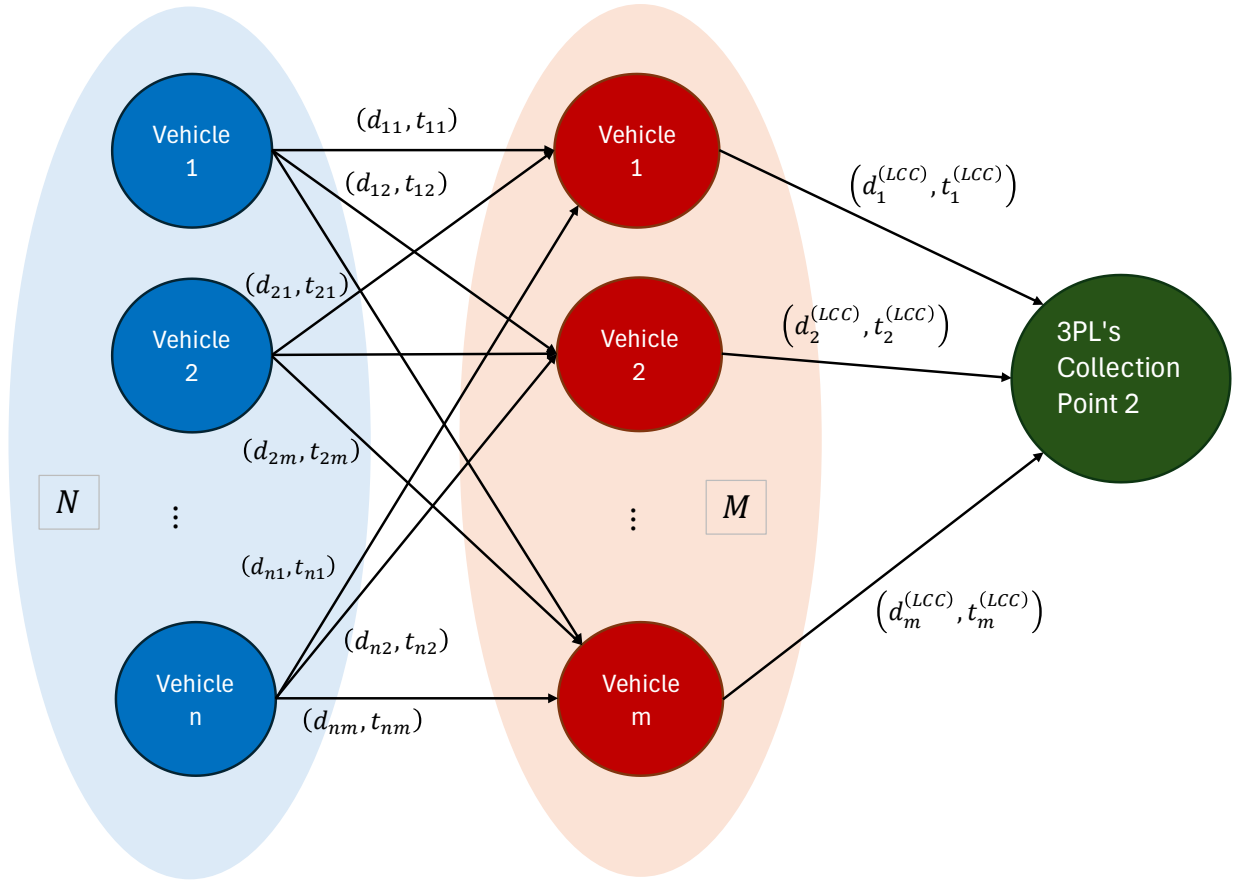 Vehicle
1
(d₁₁, t₁₁)
Vehicle
1
(d₁₂, t₁₂)
(d₁^(LCC), t₁^(LCC))
(d₂₁, t₂₁)
Vehicle
2
Vehicle
2
(d₂^(LCC), t₂^(LCC))
3PL's
Collection
Point 2
(d₂ₘ, t₂ₘ)
N
⋮
⋮
M
(dₙ₁, tₙ₁)
(dₙ₂, tₙ₂)
(dₘ^(LCC), tₘ^(LCC))
Vehicle
n
(dₙₘ, tₙₘ)
Vehicle
m